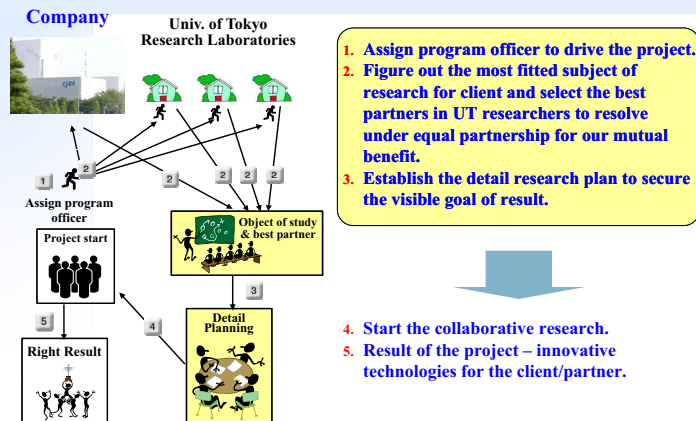 Company
Univ. of Tokyo
Research Laboratories
1
2
2
2
2
2
Assign program
officer
Object of study
& best partner
Project start
3
4
5
Detail
Planning
Right Result
1. Assign program officer to drive the project.
2. Figure out the most fitted subject of
research for client and select the best
partners in UT researchers to resolve
under equal partnership for our mutual
benefit.
3. Establish the detail research plan to secure
the visible goal of result.
4. Start the collaborative research.
5. Result of the project – innovative
technologies for the client/partner.